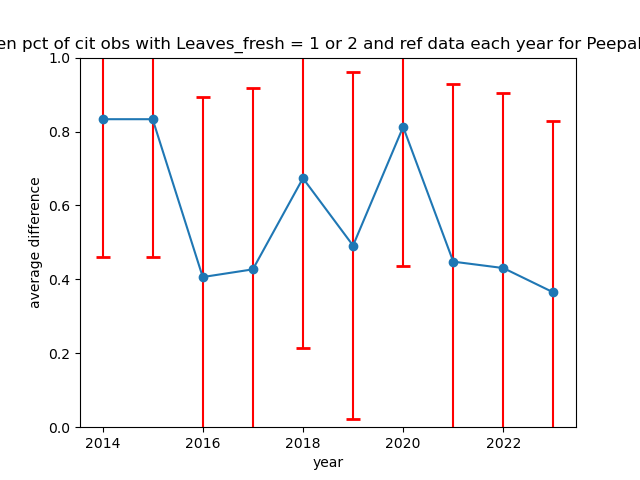 en pct of cit obs with Leaves_fresh = 1 or 2 and ref data each year for Peepal
1.0
0.8
0.6
0.4
0.2
0.0
average difference
2014 2016 2018 2020 2022
year